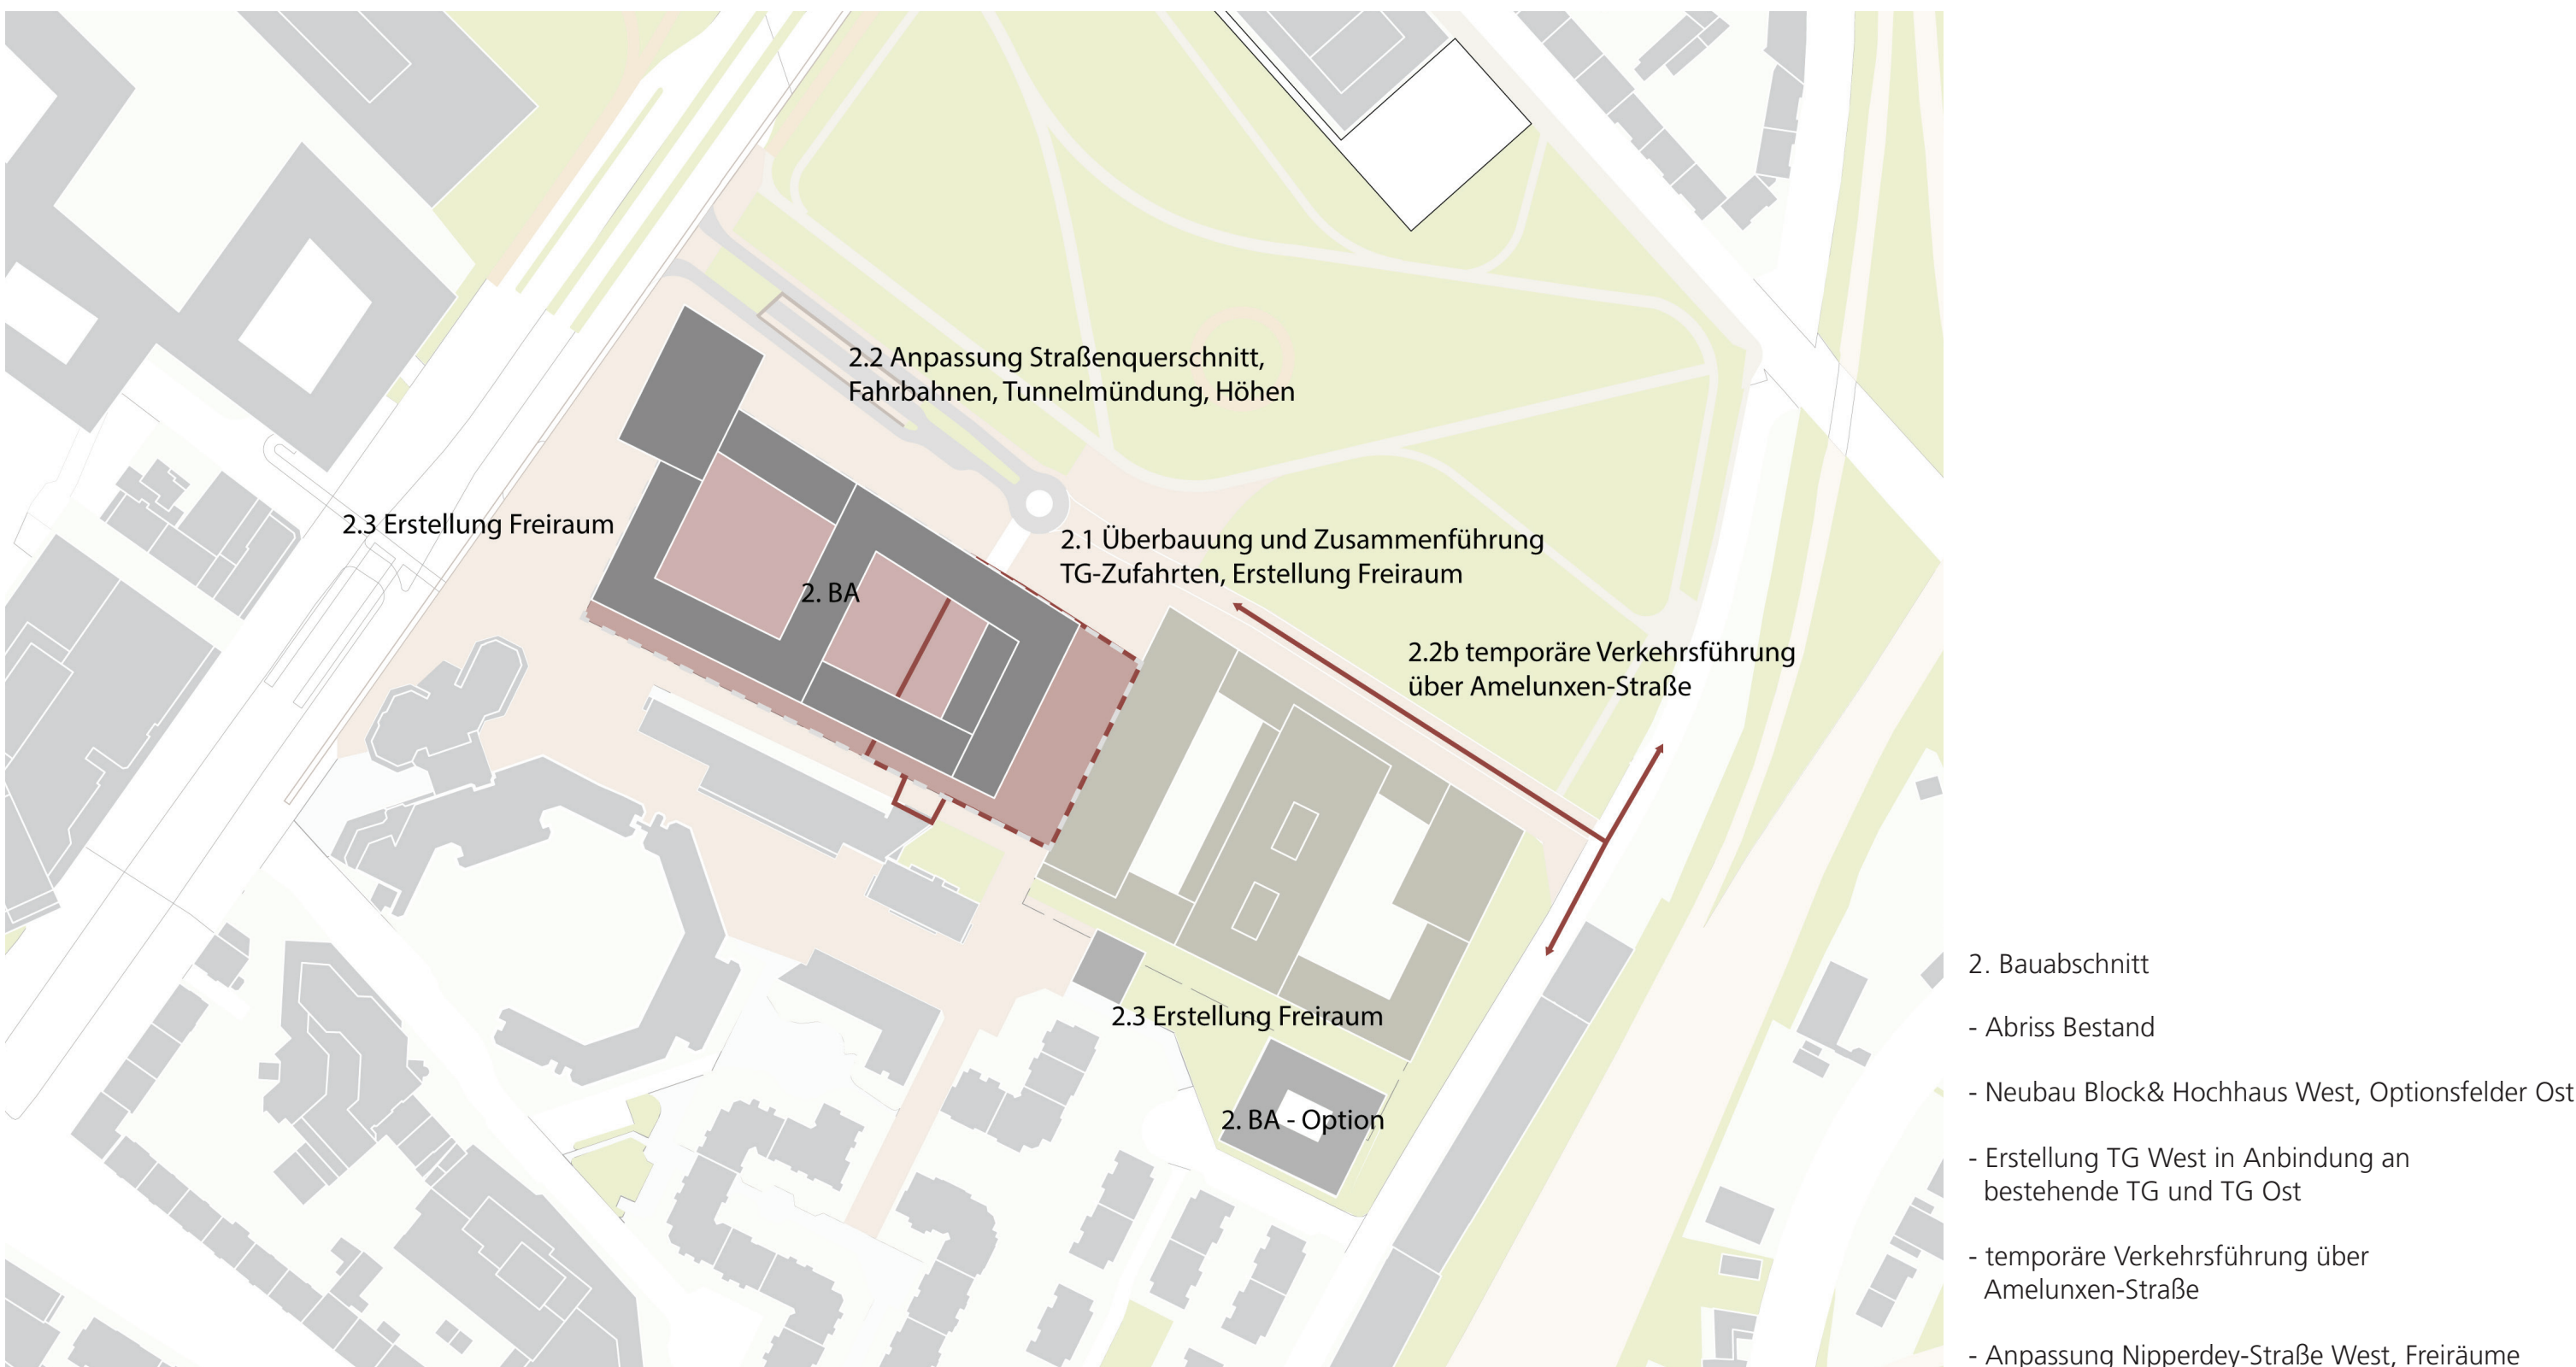 2.2 Anpassung Straßenquerschnitt,
Fahrbahnen, Tunnelmündung, Höhen
2.3 Erstellung Freiraum
2.1 Überbauung und Zusammenführung
TG-Zufahrten, Erstellung Freiraum
2. BA
2.2b temporäre Verkehrsführung
über Amelunxen-Straße
2.3 Erstellung Freiraum
2. BA - Option
2. Bauabschnitt
- Abriss Bestand
- Neubau Block& Hochhaus West, Optionsfelder Ost
- Erstellung TG West in Anbindung an
bestehende TG und TG Ost
- temporäre Verkehrsführung über
Amelunxen-Straße
- Anpassung Nipperdey-Straße West, Freiräume